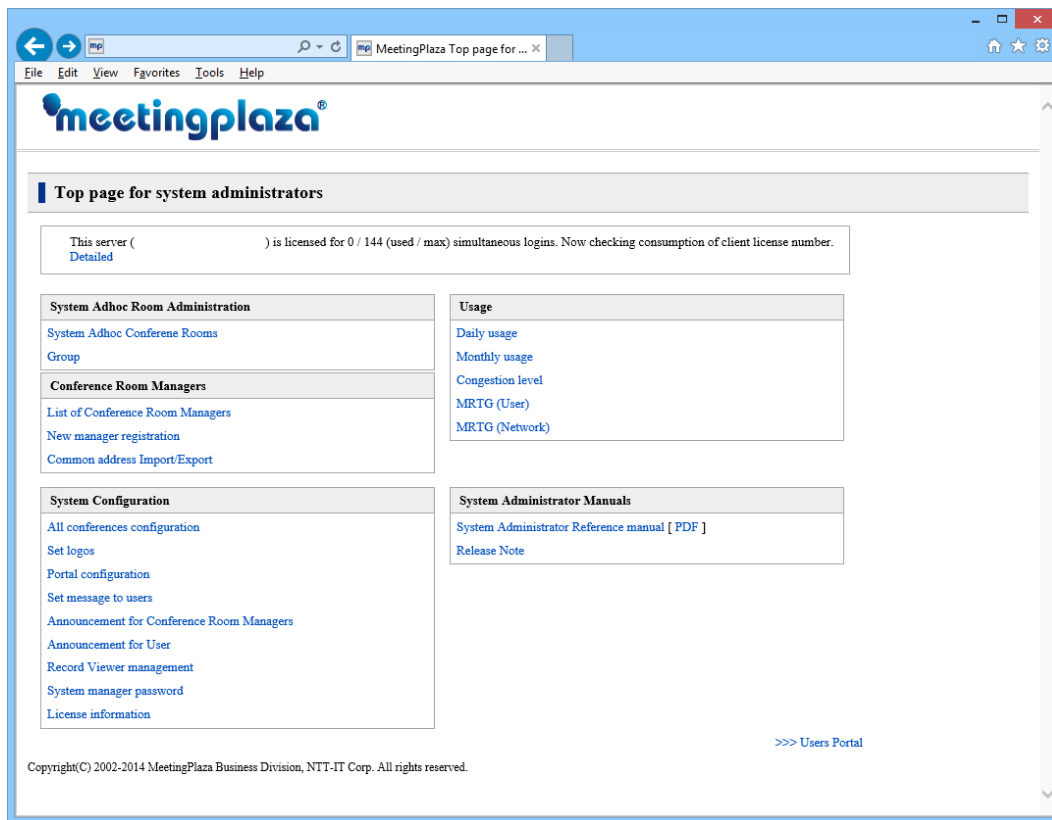 mp
mp MeetingPlaza Top page for ...
File Edit View Favorites Tools Help
meetingplaza®
Top page for system administrators
This server ( ) is licensed for 0 / 144 (used / max) simultaneous logins. Now checking consumption of client license number.
Detailed
System Adhoc Room Administration
System Adhoc Conferene Rooms
Group
Conference Room Managers
List of Conference Room Managers
New manager registration
Common address Import/Export
Usage
Daily usage
Monthly usage
Congestion level
MRTG (User)
MRTG (Network)
System Configuration
All conferences configuration
Set logos
Portal configuration
Set message to users
Announcement for Conference Room Managers
Announcement for User
Record Viewer management
System manager password
License information
System Administrator Manuals
System Administrator Reference manual [ PDF ]
Release Note
>>> Users Portal
Copyright(C) 2002-2014 MeetingPlaza Business Division, NTT-IT Corp. All rights reserved.